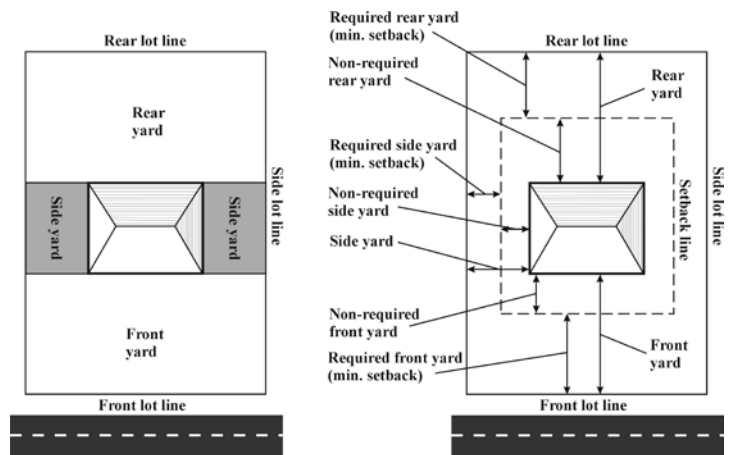 Rear lot line
Rear
yard
Side yard
Side yard
Side lot line
Front
yard
Front lot line
Required rear yard
(min. setback)
Rear lot line
Non-required
rear yard
Rear
yard
Required side yard
(min. setback)
Non-required
side yard
Side yard
Setback line
Side lot line
Non-required
front yard
Required front yard
(min. setback)
Front
yard
Front lot line